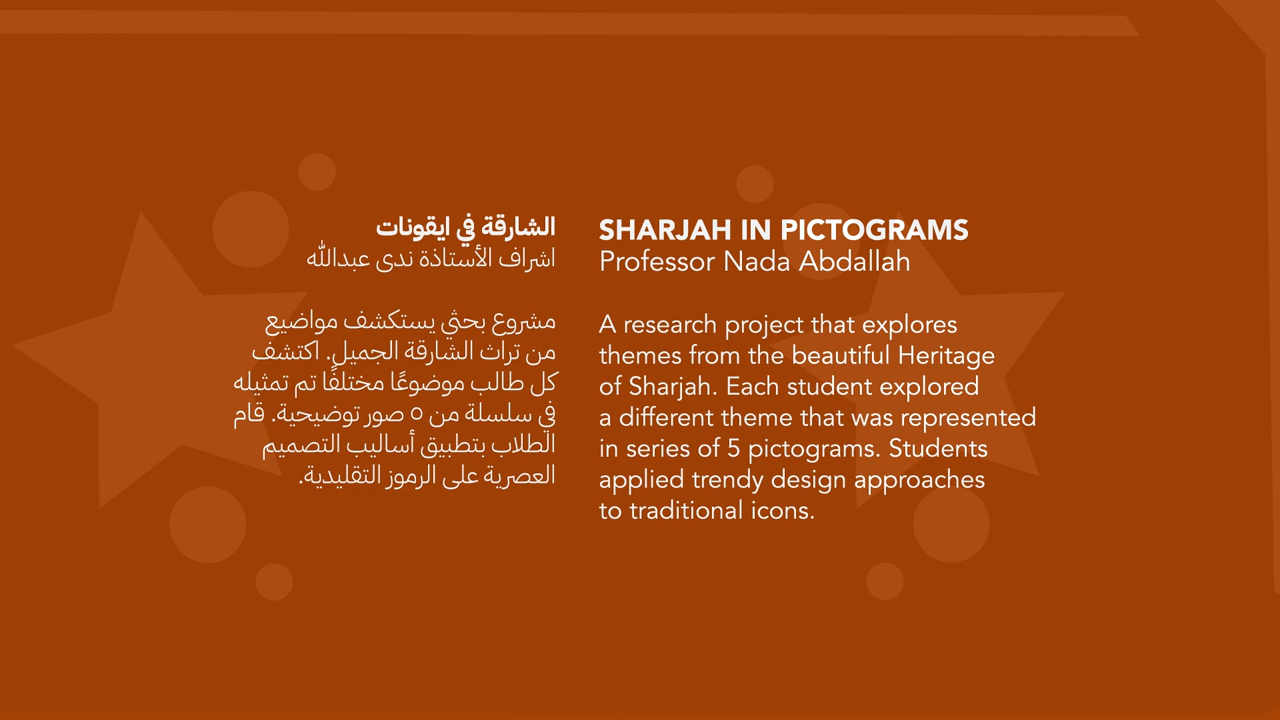 الشارقة في ايقونات
اشراف الأستاذة ندى عبدالله
مشروع بحثي يستكشف مواضيع
من تراث الشارقة الجميل. اكتشف
كل طالب موضوعًا مختلفًا تم تمثيله
في سلسلة من ٥ صور توضيحية. قام
الطلاب بتطبيق أساليب التصميم
العصرية على الرموز التقليدية.
SHARJAH IN PICTOGRAMS
Professor Nada Abdallah
A research project that explores
themes from the beautiful Heritage
of Sharjah. Each student explored
a different theme that was represented
in series of 5 pictograms. Students
applied trendy design approaches
to traditional icons.